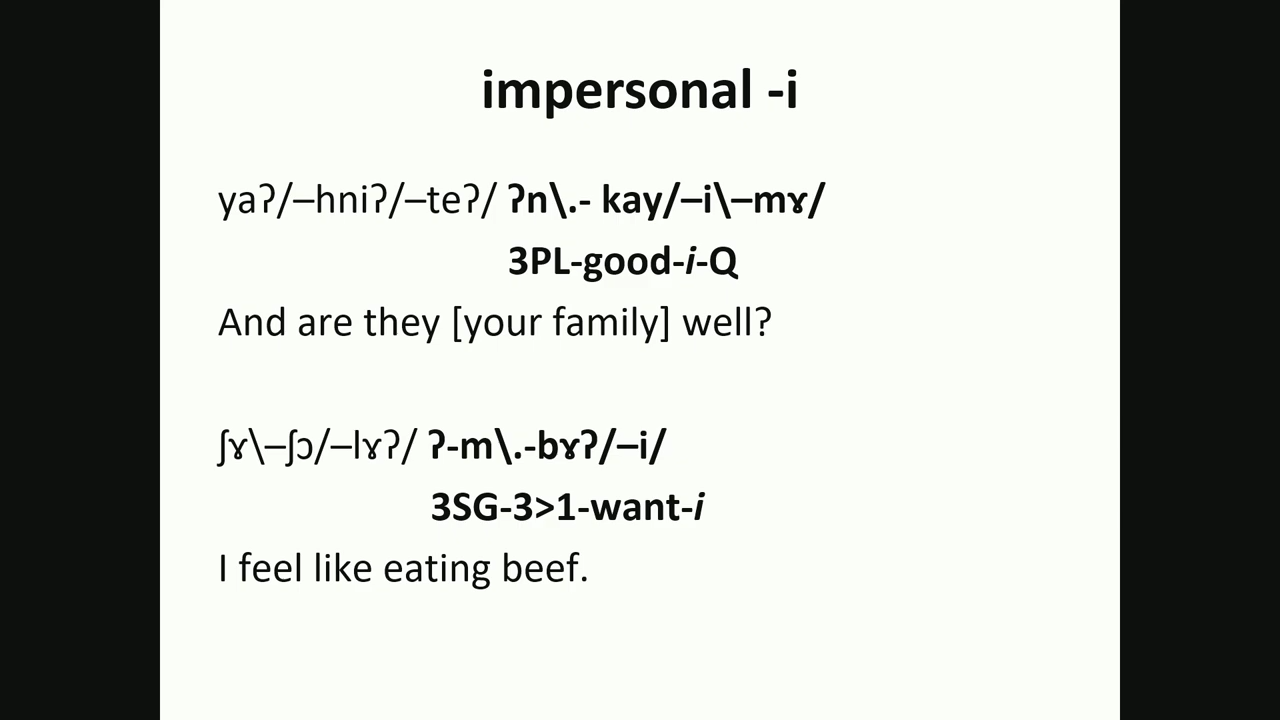 impersonal -i
yaʔ/–hniʔ/–teʔ/ ʔn\.- kay/–i\–mɤ/
3PL-good-i-Q
And are they [your family] well?
ʃɤ\–ʃɔ/–lɤʔ/ ʔ-m\.-bɤʔ/–i/
3SG-3>1-want-i
I feel like eating beef.